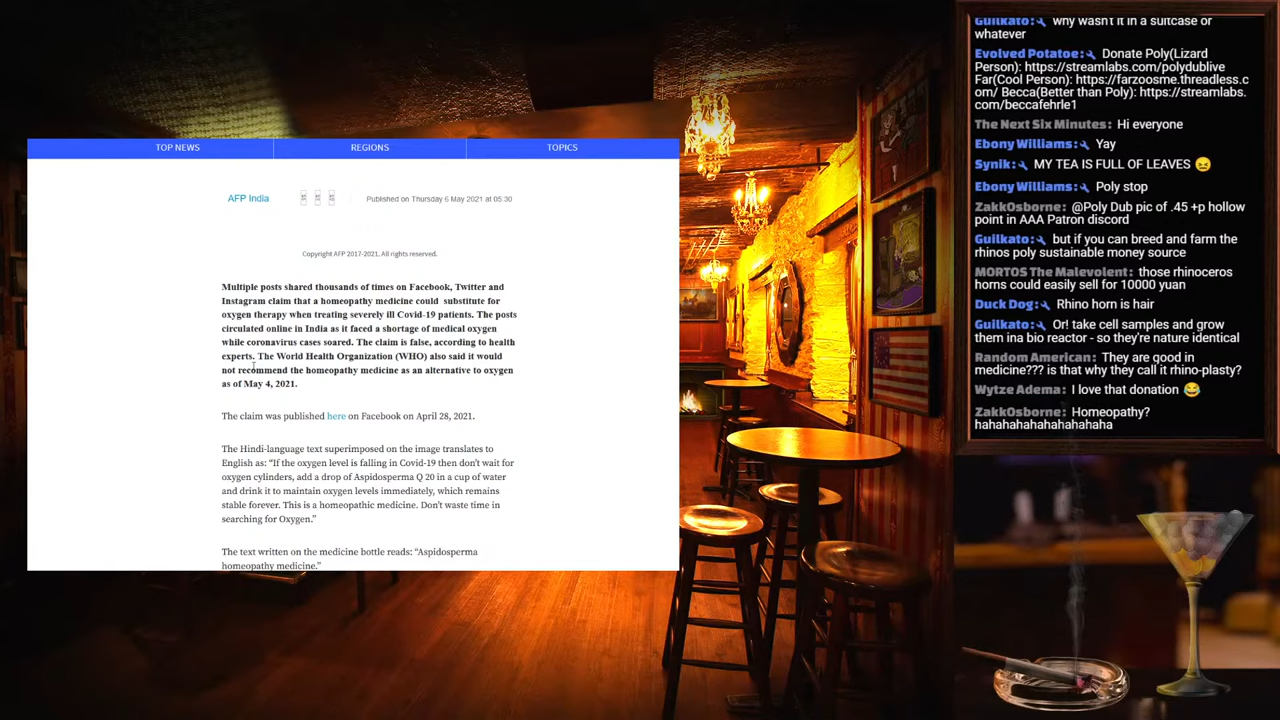 TOP NEWS
REGIONS
TOPICS
AFP India
Published on Thursday 6 May 2021 at 05:30
Copyright AFP 2017-2021. All rights reserved.
Multiple posts shared thousands of times on Facebook, Twitter and
Instagram claim that a homeopathy medicine could substitute for
oxygen therapy when treating severely ill Covid-19 patients. The posts
circulated online in India as it faced a shortage of medical oxygen
while coronavirus cases soared. The claim is false, according to health
experts. The World Health Organization (WHO) also said it would
not recommend the homeopathy medicine as an alternative to oxygen
as of May 4, 2021.
The claim was published here on Facebook on April 28, 2021.
The Hindi-language text superimposed on the image translates to
English as: “If the oxygen level is falling in Covid-19 then don’t wait for
oxygen cylinders, add a drop of Aspidosperma Q 20 in a cup of water
and drink it to maintain oxygen levels immediately, which remains
stable forever. This is a homeopathic medicine. Don’t waste time in
searching for Oxygen.”
The text written on the medicine bottle reads: “Aspidosperma
homeopathy medicine.”
Guilkato: why wasn't it in a suitcase or
whatever
Evolved Potatoe: Donate Poly(Lizard
Person): https://streamlabs.com/polydublive
Far(Cool Person): https://farzoosme.threadless.c
om/ Becca(Better than Poly): https://streamlabs.
com/beccafehrle1
The Next Six Minutes: Hi everyone
Ebony Williams: Yay
Synik: MY TEA IS FULL OF LEAVES 😖
Ebony Williams: Poly stop
ZakkOsborne: @Poly Dub pic of .45 +p hollow
point in AAA Patron discord
Guilkato: but if you can breed and farm the
rhinos poly sustainable money source
MORTOS The Malevolent: those rhinoceros
horns could easily sell for 10000 yuan
Duck Dog: Rhino horn is hair
Guilkato: Or! take cell samples and grow
them ina bio reactor - so they're nature identical
Random American: They are good in
medicine??? is that why they call it rhino-plasty?
Wytze Adema: I love that donation 😂
ZakkOsborne: Homeopathy?
hahahahahahahahaha